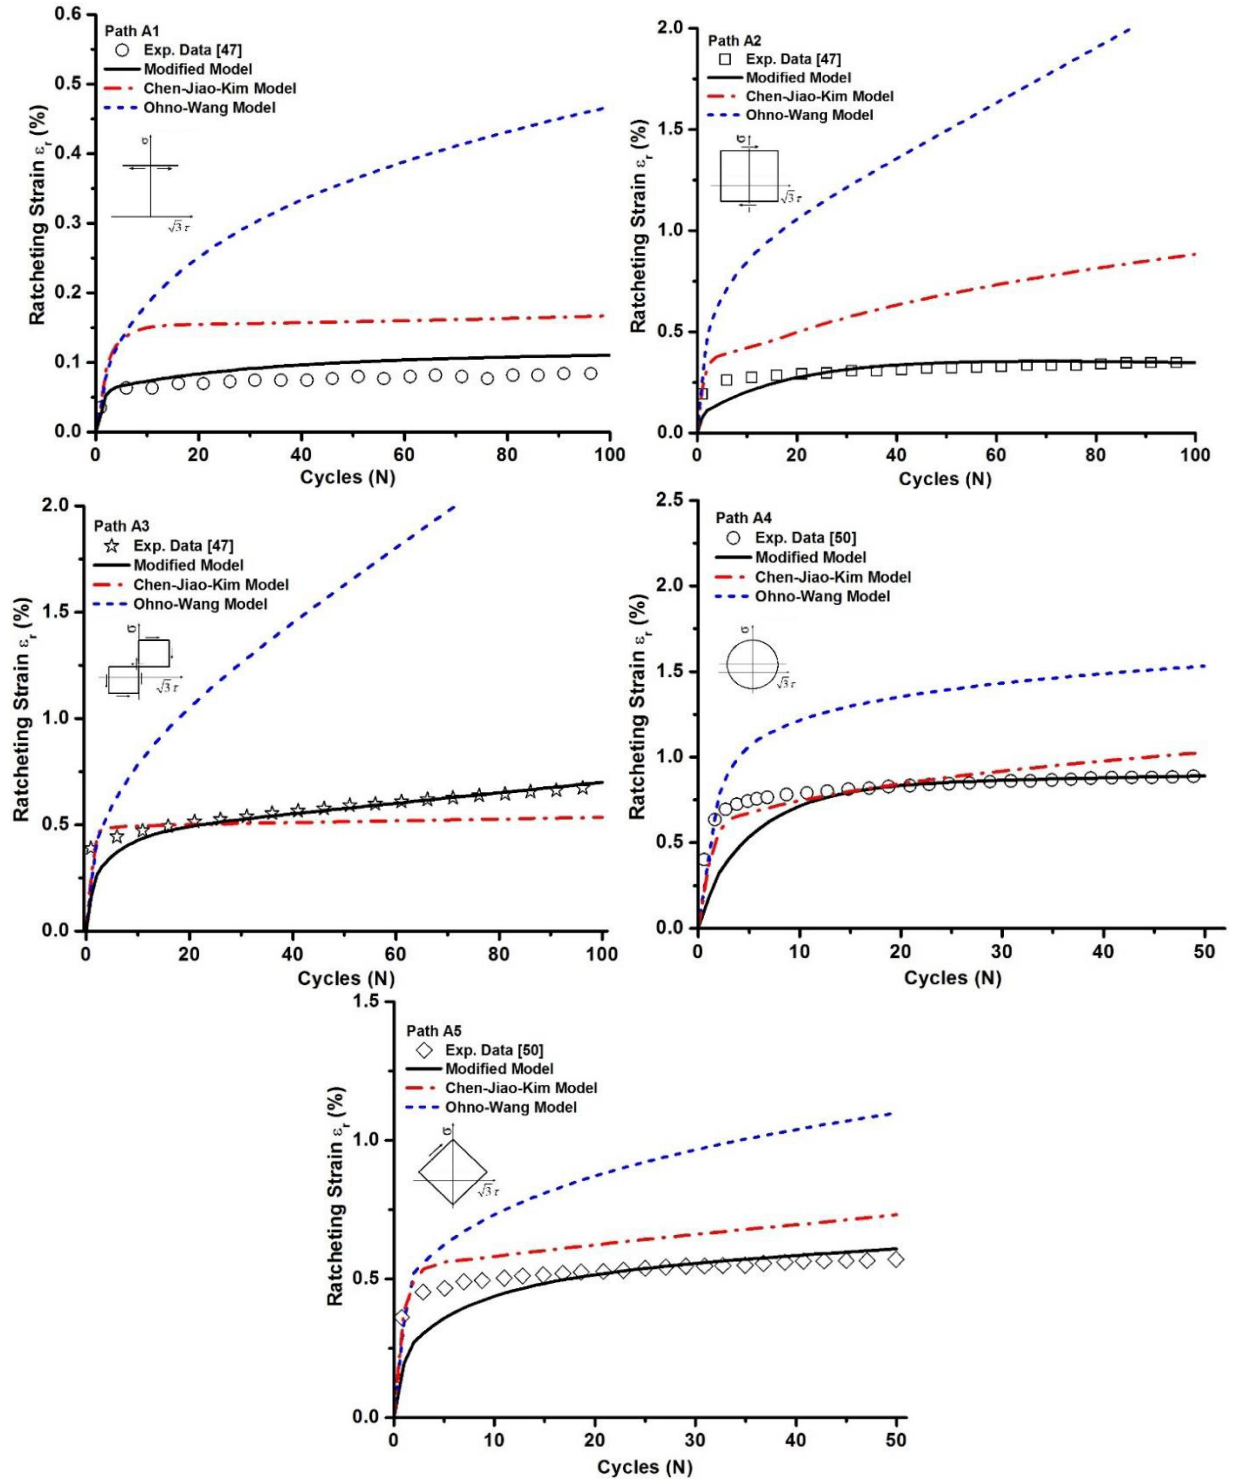 Path A1
Exp. Data [47]
Modified Model
Chen-Jiao-Kim Model
Ohno-Wang Model
σ
√3τ
Ratcheting Strain εr (%)
0.6
0.5
0.4
0.3
0.2
0.1
0.0
0 20 40 60 80 100
Cycles (N)
Path A2
Exp. Data [47]
Modified Model
Chen-Jiao-Kim Model
Ohno-Wang Model
σ
√3τ
Ratcheting Strain εr (%)
2.0
1.5
1.0
0.5
0.0
0 20 40 60 80 100
Cycles (N)
Path A3
Exp. Data [47]
Modified Model
Chen-Jiao-Kim Model
Ohno-Wang Model
σ
√3τ
Ratcheting Strain εr (%)
2.0
1.5
1.0
0.5
0.0
0 20 40 60 80 100
Cycles (N)
Path A4
Exp. Data [50]
Modified Model
Chen-Jiao-Kim Model
Ohno-Wang Model
σ
√3τ
Ratcheting Strain εr (%)
2.5
2.0
1.5
1.0
0.5
0.0
0 10 20 30 40 50
Cycles (N)
Path A5
Exp. Data [50]
Modified Model
Chen-Jiao-Kim Model
Ohno-Wang Model
σ
√3τ
Ratcheting Strain εr (%)
1.5
1.0
0.5
0.0
0 10 20 30 40 50
Cycles (N)